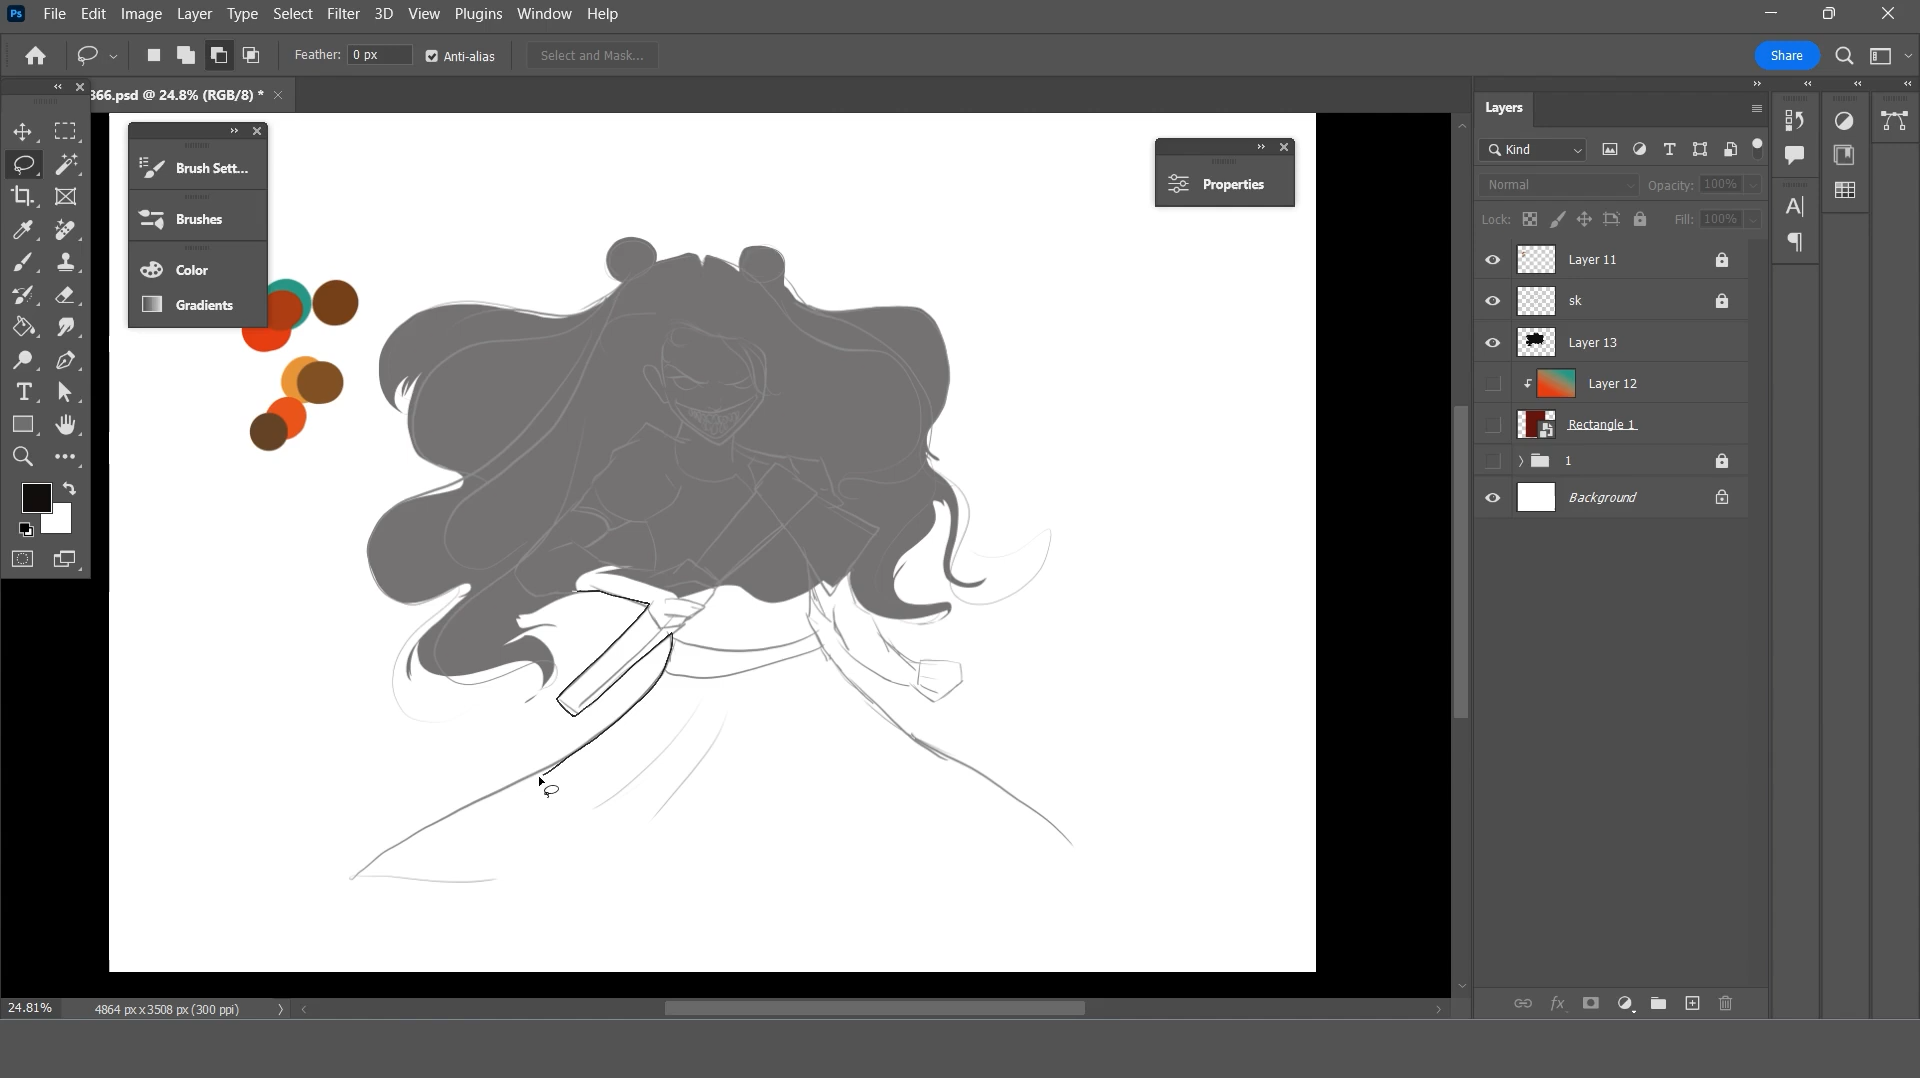 Ps File Edit Image Layer Type Select Filter 3D View Plugins Window Help
Feather: 0 px Anti-alias Select and Mask... Share
366.psd @ 24.8% (RGB/8) *
Layers
Brush Sett...
Brushes
Color
Gradients
Properties
Kind
Normal Opacity: 100%
Lock: Fill: 100%
Layer 11
sk
Layer 13
Layer 12
Rectangle 1
1
Background
24.81% 4864 px x 3508 px (300 ppi)